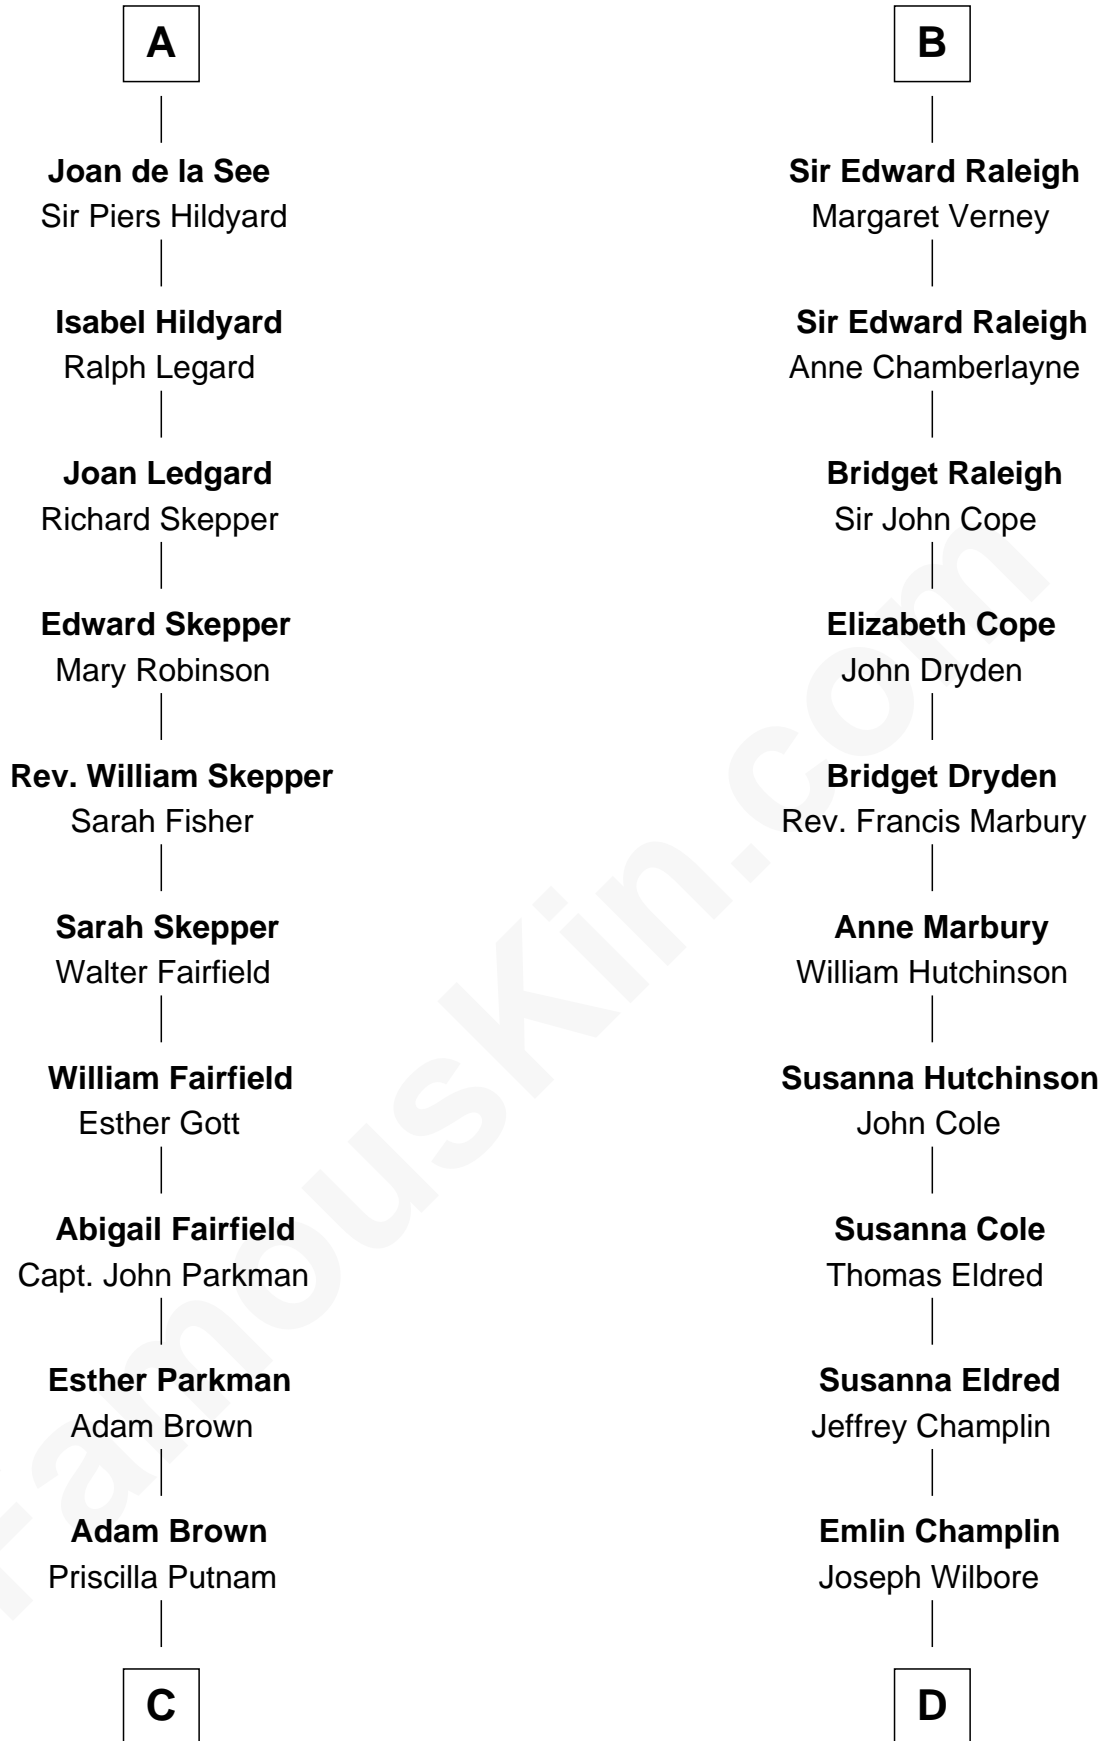 A
Joan de la See
Sir Piers Hildyard
Isabel Hildyard
Ralph Legard
Joan Ledgard
Richard Skepper
Edward Skepper
Mary Robinson
Rev. William Skepper
Sarah Fisher
Sarah Skepper
Walter Fairfield
William Fairfield
Esther Gott
Abigail Fairfield
Capt. John Parkman
Esther Parkman
Adam Brown
Adam Brown
Priscilla Putnam
C
B
Sir Edward Raleigh
Margaret Verney
Sir Edward Raleigh
Anne Chamberlayne
Bridget Raleigh
Sir John Cope
Elizabeth Cope
John Dryden
Bridget Dryden
Rev. Francis Marbury
Anne Marbury
William Hutchinson
Susanna Hutchinson
John Cole
Susanna Cole
Thomas Eldred
Susanna Eldred
Jeffrey Champlin
Emlin Champlin
Joseph Wilbore
D
FamousKin.com